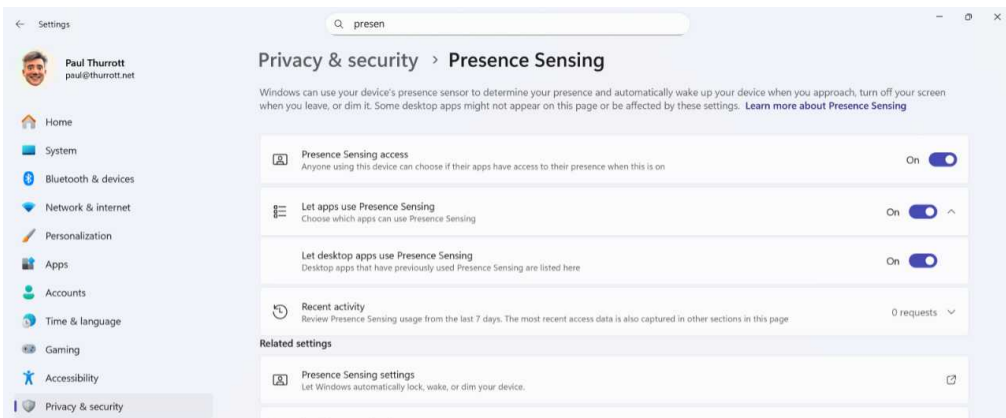 Settings
presen
Paul Thurrott
paul@thurrott.net
Home
System
Bluetooth & devices
Network & internet
Personalization
Apps
Accounts
Time & language
Gaming
Accessibility
Privacy & security
Privacy & security > Presence Sensing
Windows can use your device's presence sensor to determine your presence and automatically wake up your device when you approach, turn off your screen
when you leave, or dim it. Some desktop apps might not appear on this page or be affected by these settings. Learn more about Presence Sensing
Presence Sensing access
Anyone using this device can choose if their apps have access to their presence when this is on
On
Let apps use Presence Sensing
Choose which apps can use Presence Sensing
On
Let desktop apps use Presence Sensing
Desktop apps that have previously used Presence Sensing are listed here
On
Recent activity
Review Presence Sensing usage from the last 7 days. The most recent access data is also captured in other sections in this page
0 requests
Related settings
Presence Sensing settings
Let Windows automatically lock, wake, or dim your device.